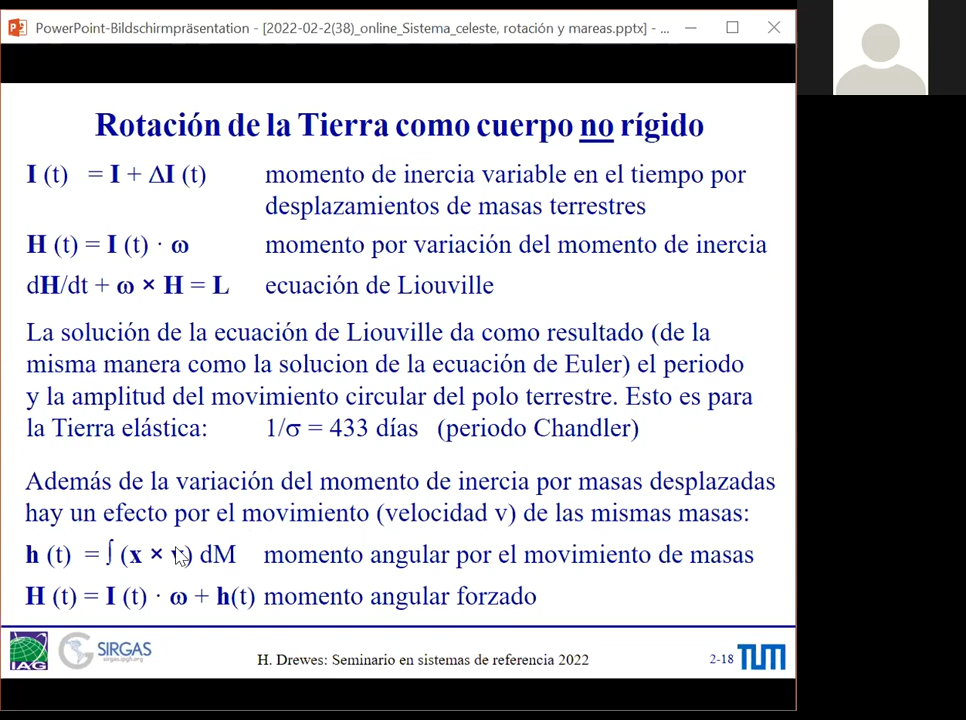 PowerPoint-Bildschirmpräsentation - [2022-02-2(38)_online_Sistema_celeste, rotación y mareas.pptx] - ...
Rotación de la Tierra como cuerpo no rígido
I (t) = I + ΔI (t) momento de inercia variable en el tiempo por
desplazamientos de masas terrestres
H (t) = I (t) · ω momento por variación del momento de inercia
dH/dt + ω × H = L ecuación de Liouville
La solución de la ecuación de Liouville da como resultado (de la
misma manera como la solucion de la ecuación de Euler) el periodo
y la amplitud del movimiento circular del polo terrestre. Esto es para
la Tierra elástica: 1/σ = 433 días (periodo Chandler)
Además de la variación del momento de inercia por masas desplazadas
hay un efecto por el movimiento (velocidad v) de las mismas masas:
h (t) = ∫ (x × v) dM momento angular por el movimiento de masas
H (t) = I (t) · ω + h(t) momento angular forzado
IAG
SIRGAS
sirgas.ipgh.org
H. Drewes: Seminario en sistemas de referencia 2022
2-18
TUM